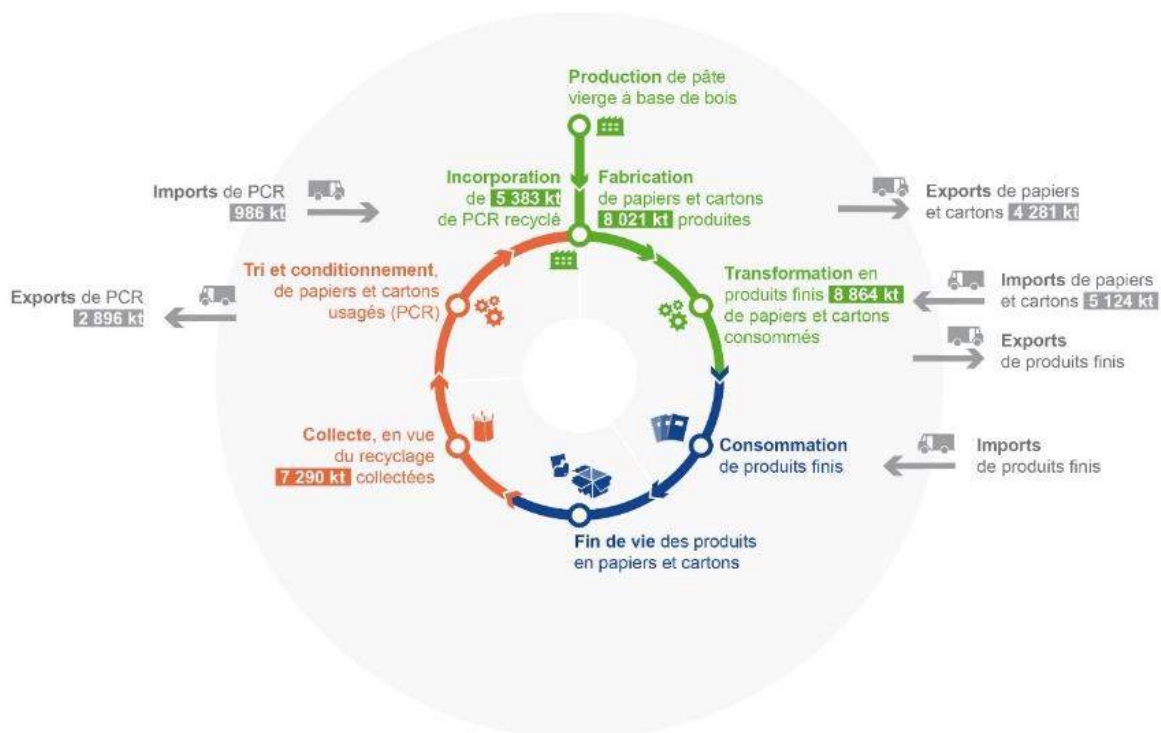 Production de pâte
vierge à base de bois
Imports de PCR
986 kt
Incorporation
de 5 383 kt
de PCR recyclé
Fabrication
de papiers et cartons
8 021 kt produites
Exports de papiers
et cartons 4 281 kt
Exports de PCR
2 896 kt
Tri et conditionnement,
de papiers et cartons
usagés (PCR)
Transformation en
produits finis 8 864 kt
de papiers et cartons
consommés
Imports de papiers
et cartons 5 124 kt
Exports
de produits finis
Collecte, en vue
du recyclage
7 290 kt collectées
Consommation
de produits finis
Imports
de produits finis
Fin de vie des produits
en papiers et cartons